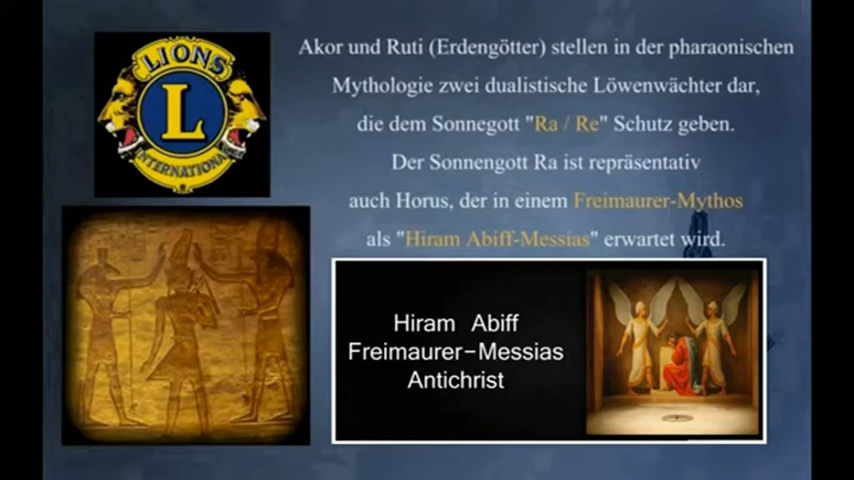 LIONS
L
INTERNATIONAL
Akor und Ruti (Erdengötter) stellen in der pharaonischen
Mythologie zwei dualistische Löwenwächter dar,
die dem Sonnegott "Ra / Re" Schutz geben.
Der Sonnengott Ra ist repräsentativ
auch Horus, der in einem Freimaurer-Mythos
als "Hiram Abiff-Messias" erwartet wird.
Hiram Abiff
Freimaurer-Messias
Antichrist